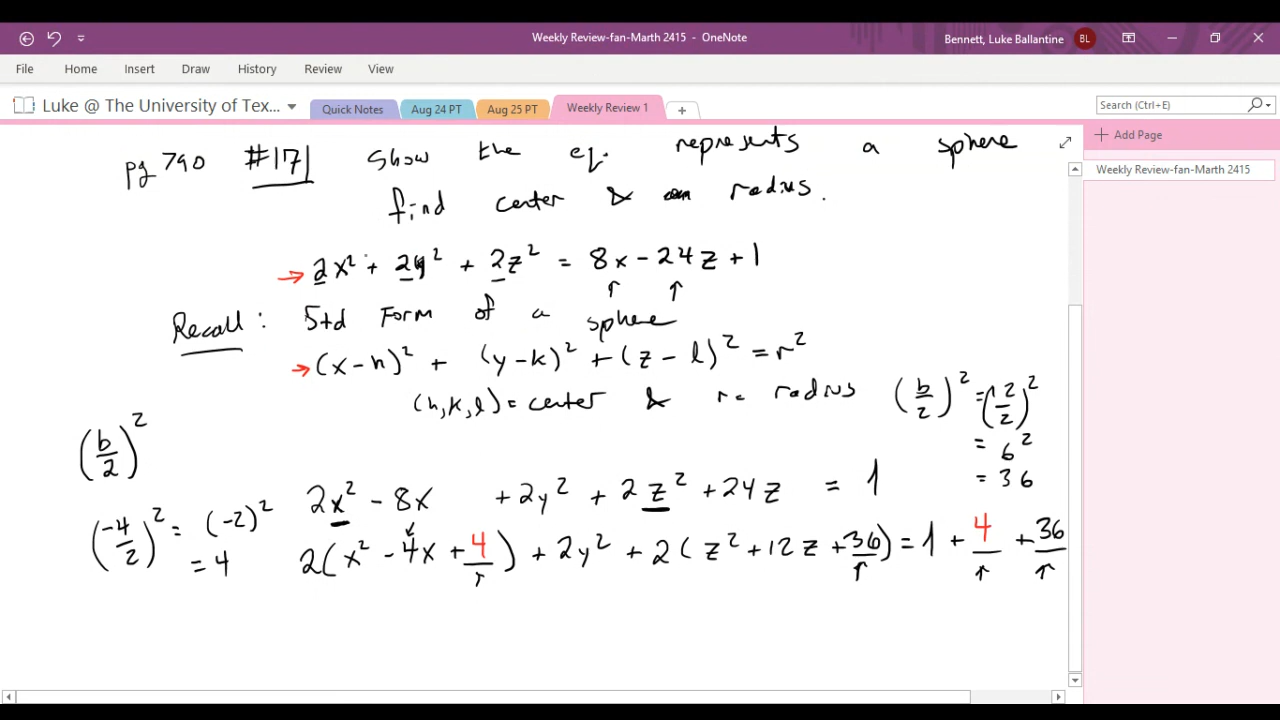 Weekly Review-fan-Marth 2415 - OneNote
Bennett, Luke Ballantine BL
File Home Insert Draw History Research Review View
Luke @ The University of Tex... Quick Notes Aug 24 PT Aug 25 PT Weekly Review 1 +
Search (Ctrl+E)
+ Add Page
Weekly Review-fan-Marth 2415
pg 790 #17| Show the eq. represents a sphere
find center & radius.
→ 2x² + 2y² + 2z² = 8x - 24z + 1
Recall: Std Form of a sphere
→ (x-h)² + (y-k)² + (z-l)² = r²
(h,k,l) = center & r= radius
(b/2)² = (12/2)²
= 6²
= 36
(b/2)²
2x² - 8x + 2y² + 2z² + 24z = 1
(-4/2)² = (-2)²
= 4
2(x² - 4x + 4) + 2y² + 2(z² + 12z + 36) = 1 + 4 + 36